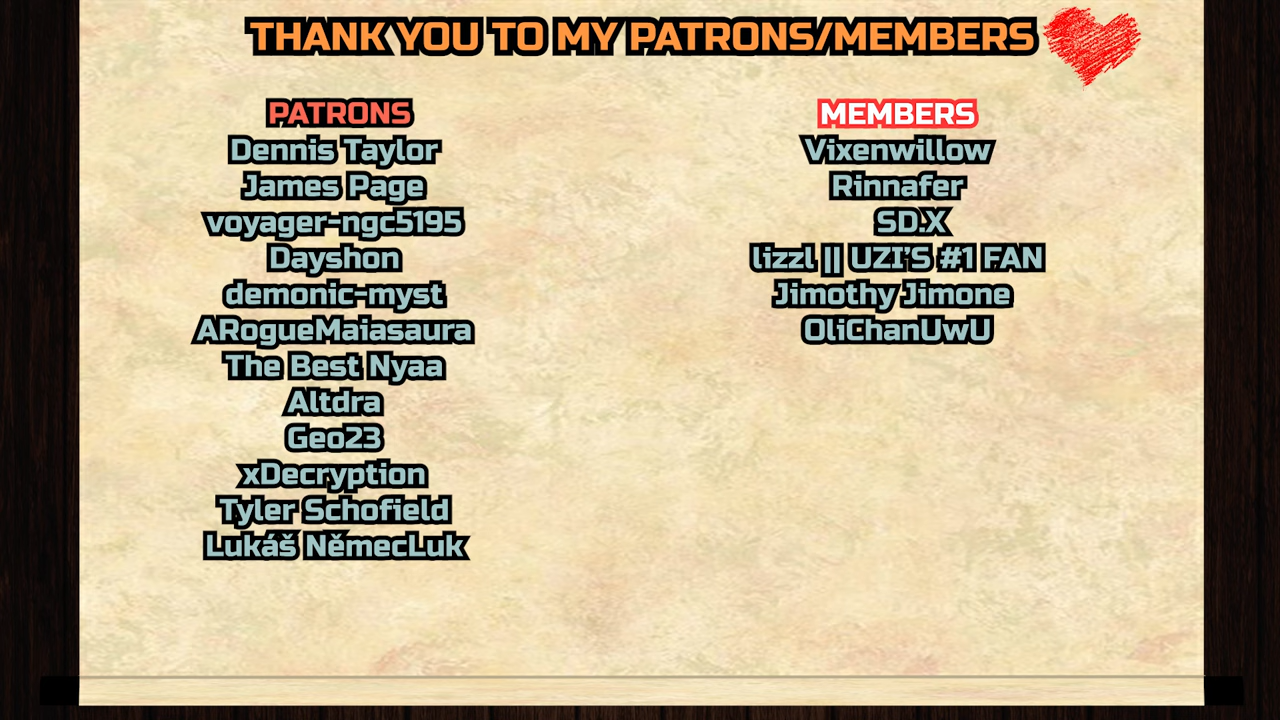 THANK YOU TO MY PATRONS/MEMBERS
PATRONS
Dennis Taylor
James Page
voyager-ngc5195
Dayshon
demonic-myst
ARogueMaiasaura
The Best Nyaa
Altdra
Geo23
xDecryption
Tyler Schofield
Lukáš NěmecLuk
MEMBERS
Vixenwillow
Rinnafer
SD.X
lizzl || UZI'S #1 FAN
Jimothy Jimone
OliChanUwU